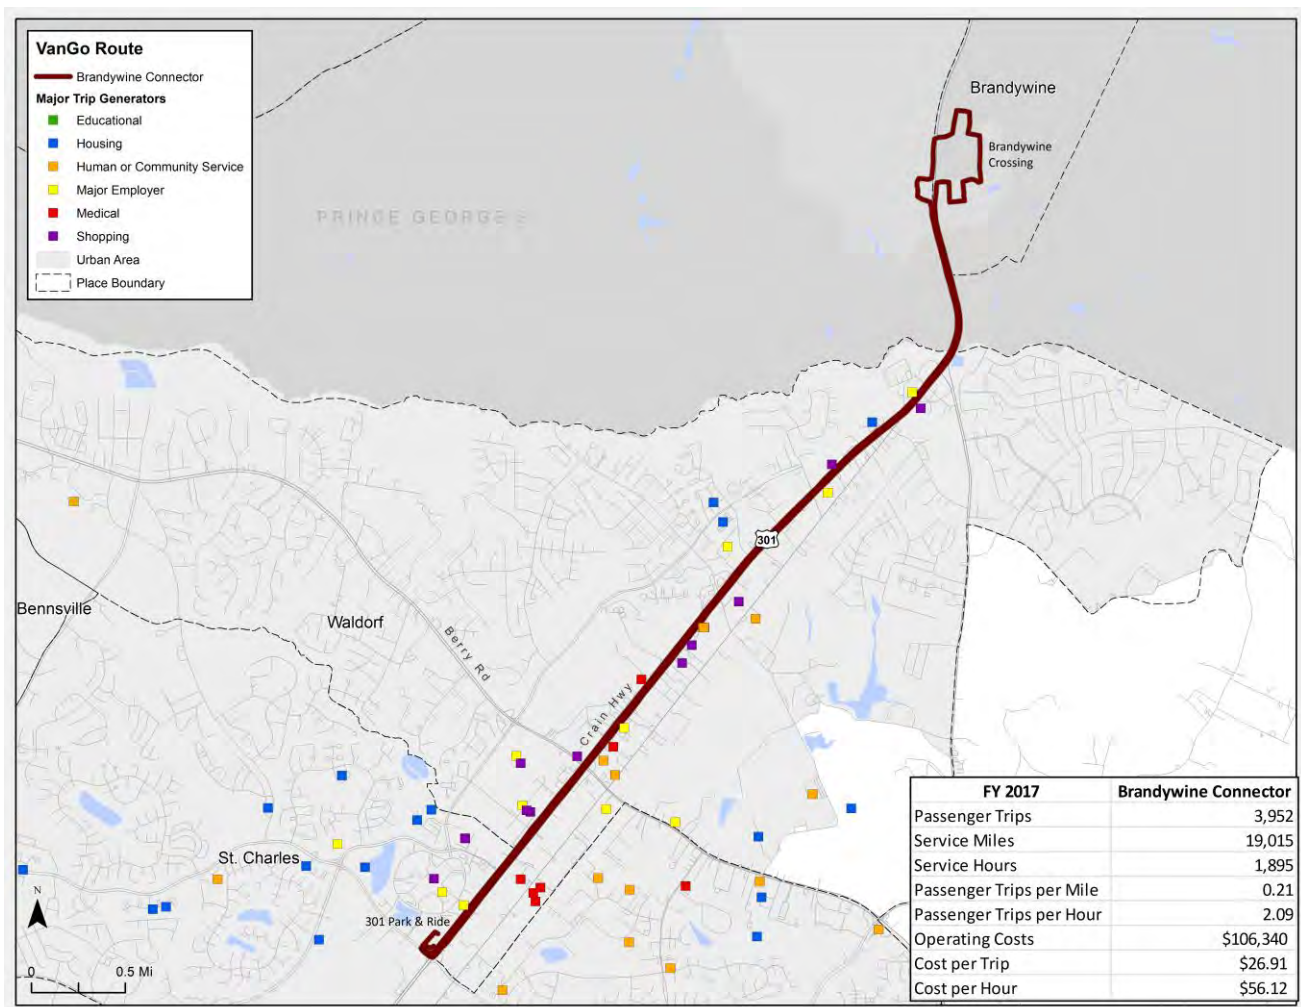 VanGo Route
Brandywine Connector
Major Trip Generators
Educational
Housing
Human or Community Service
Major Employer
Medical
Shopping
Urban Area
Place Boundary
Brandywine
Brandywine
Crossing
PRINCE GEORGE'S
301
Bennsville
Waldorf
Berry Rd
Crain Hwy
St. Charles
301 Park & Ride
N
0 0.5 Mi
FY 2017 Brandywine Connector
Passenger Trips 3,952
Service Miles 19,015
Service Hours 1,895
Passenger Trips per Mile 0.21
Passenger Trips per Hour 2.09
Operating Costs $106,340
Cost per Trip $26.91
Cost per Hour $56.12